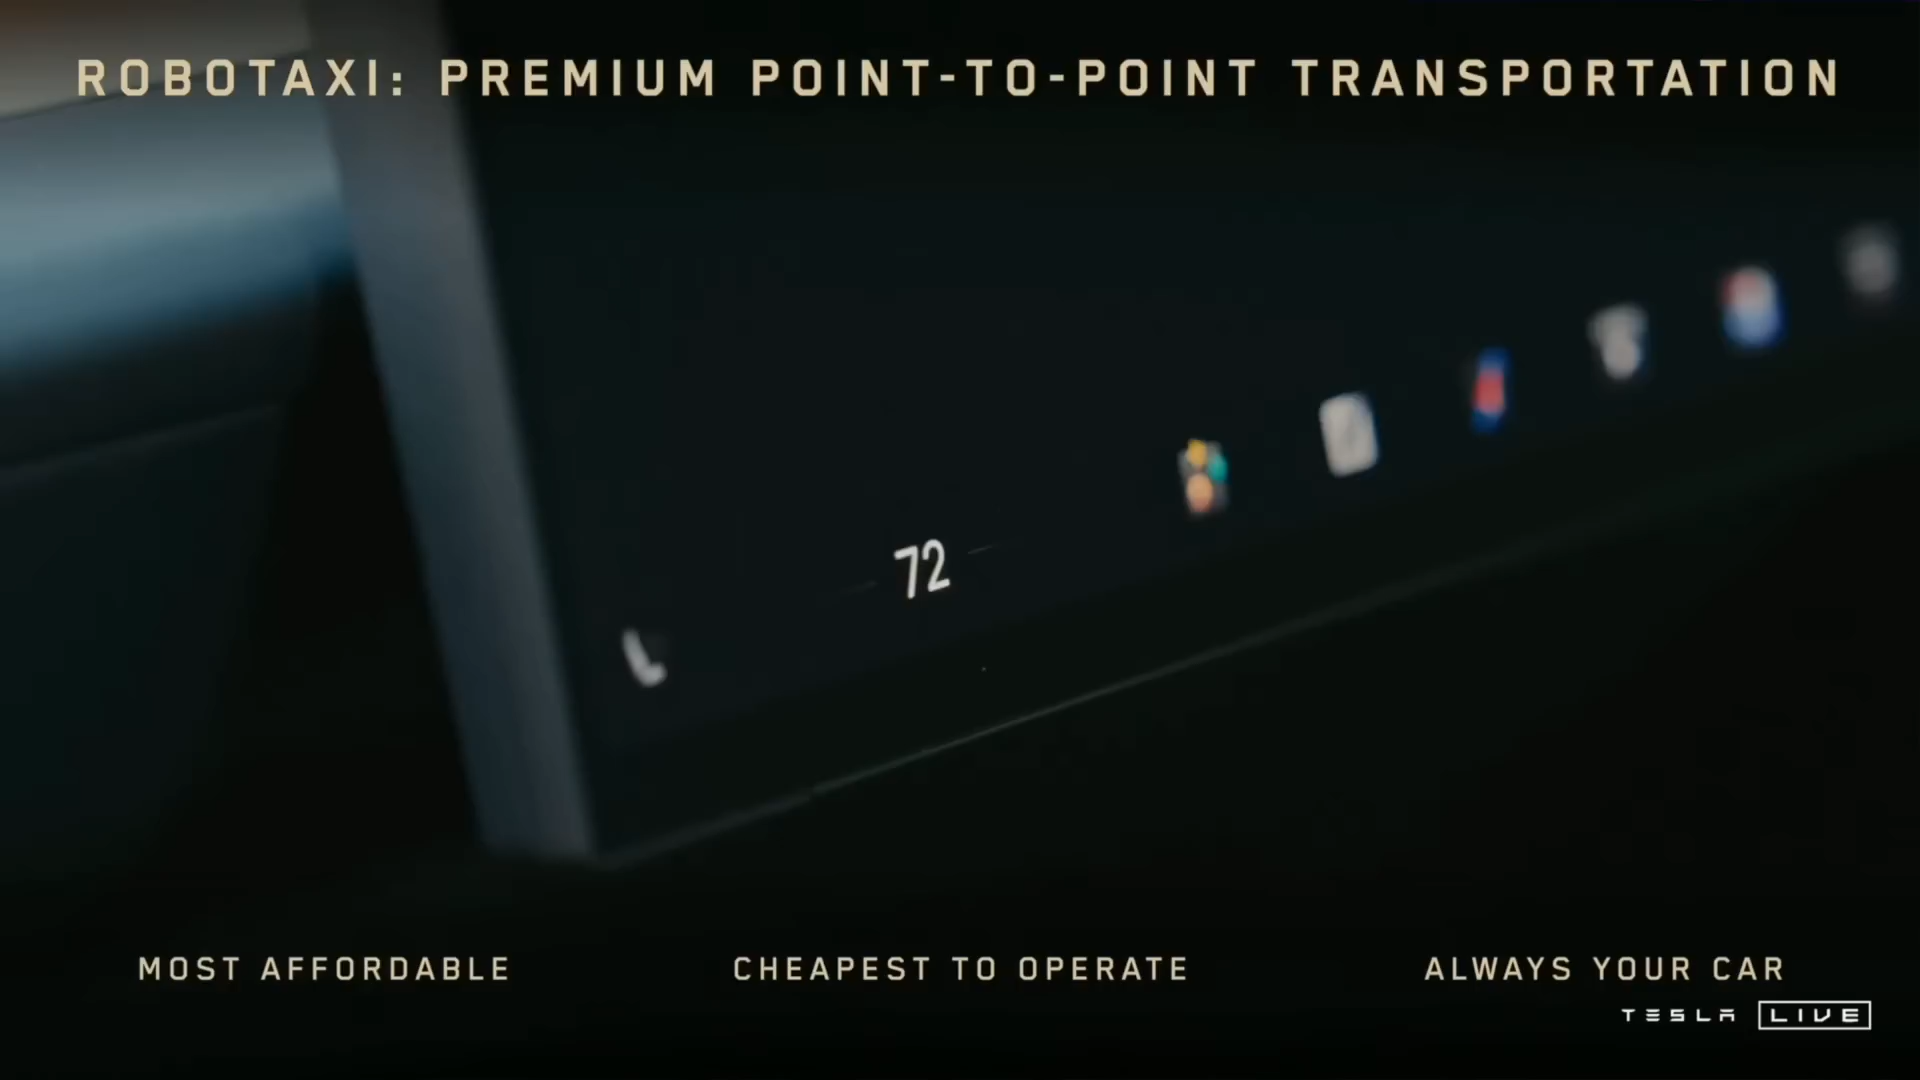 ROBOTAXI: PREMIUM POINT-TO-POINT TRANSPORTATION
72
MOST AFFORDABLE
CHEAPEST TO OPERATE
ALWAYS YOUR CAR
TESLA LIVE